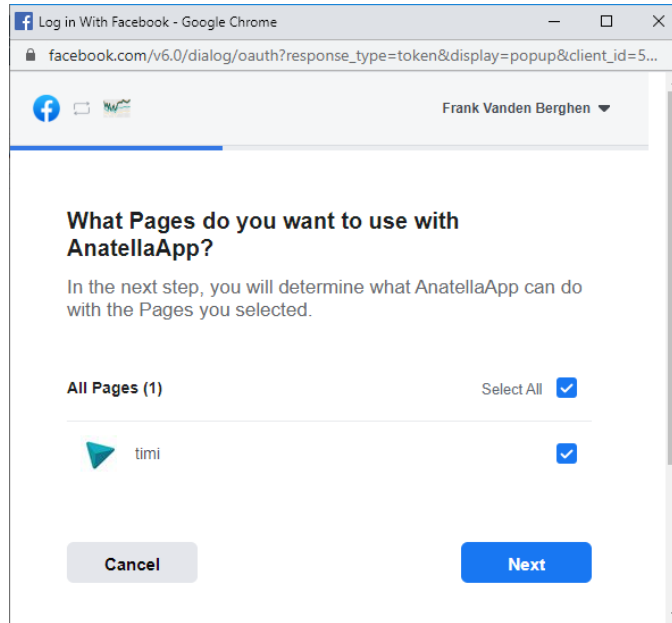 Log in With Facebook - Google Chrome
facebook.com/v6.0/dialog/oauth?response_type=token&display=popup&client_id=5...
Frank Vanden Berghen
What Pages do you want to use with
AnatellaApp?
In the next step, you will determine what AnatellaApp can do
with the Pages you selected.
All Pages (1) Select All
timi
Cancel Next